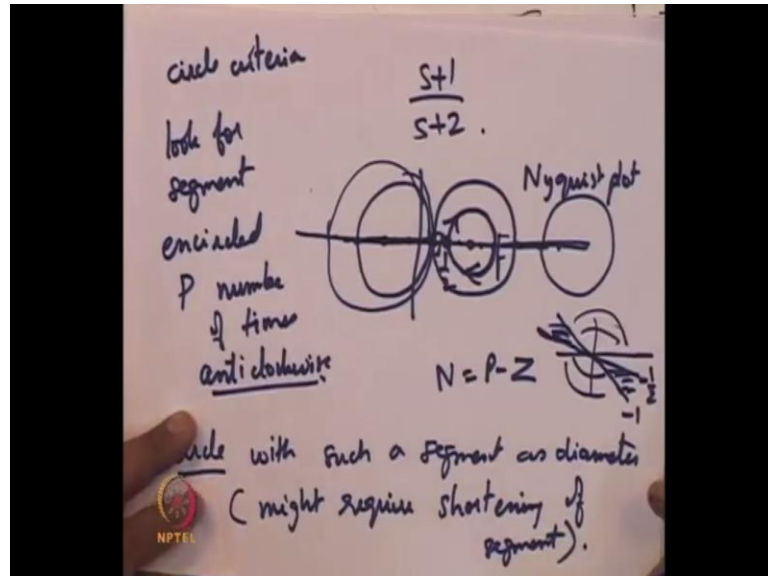 circle criteria
s+1
s+2.
look for
segment
Nyquist plot
encircled
P number
of times
anticlockwise.
N = P - Z
-1
2
-1
with such a segment as diameter
(might require shortening of
segment).
NPTEL